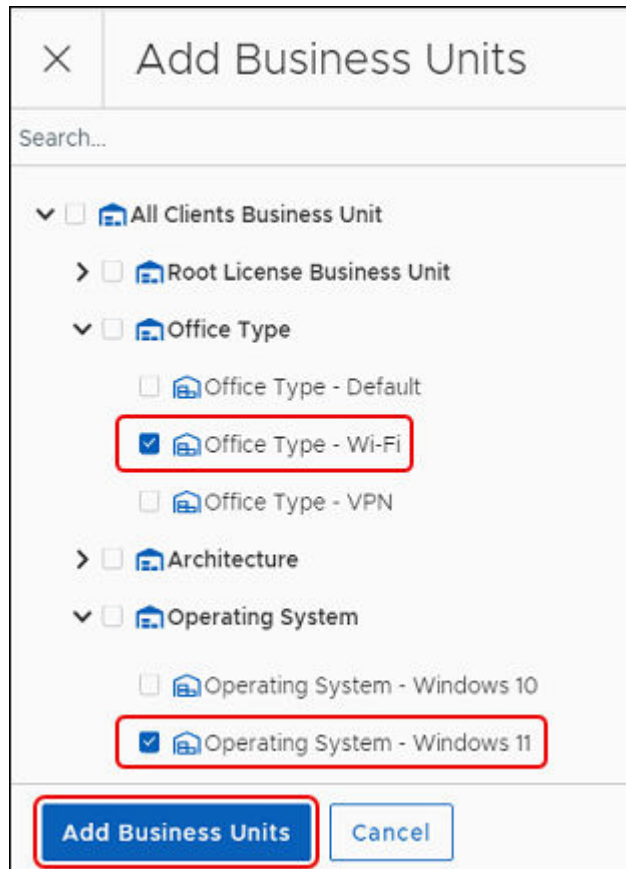 Add Business Units
Search...
All Clients Business Unit
Root License Business Unit
Office Type
Office Type - Default
Office Type - Wi-Fi
Office Type - VPN
Architecture
Operating System
Operating System - Windows 10
Operating System - Windows 11
Add Business Units
Cancel